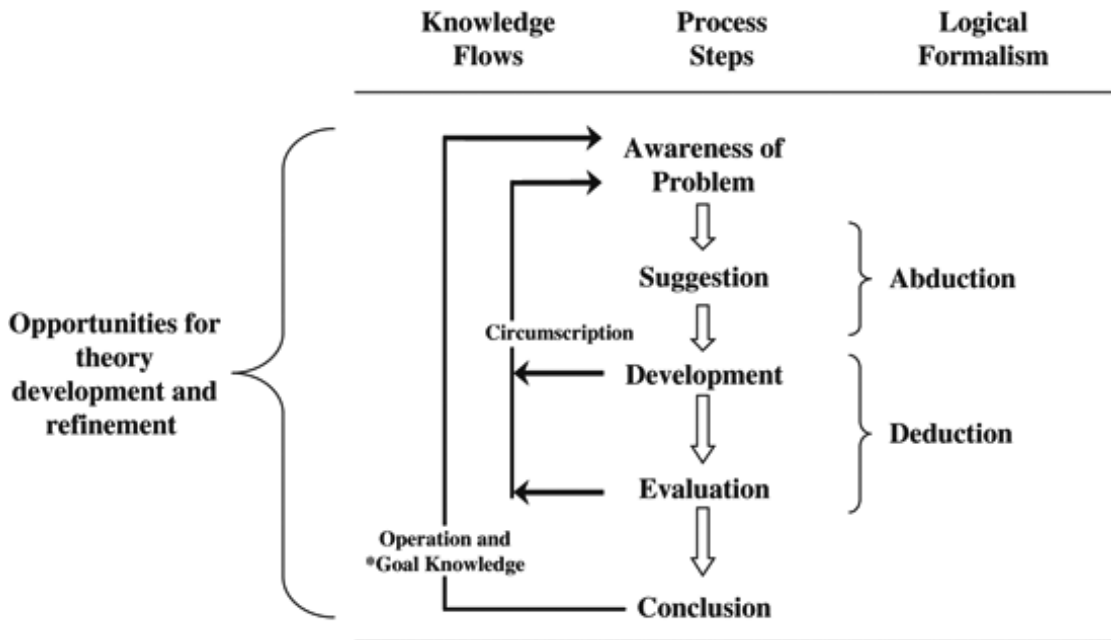 Knowledge
Flows
Process
Steps
Logical
Formalism
Opportunities for
theory
development and
refinement
Awareness of
Problem
Suggestion
Abduction
Circumscription
Development
Deduction
Evaluation
Operation and
*Goal Knowledge
Conclusion